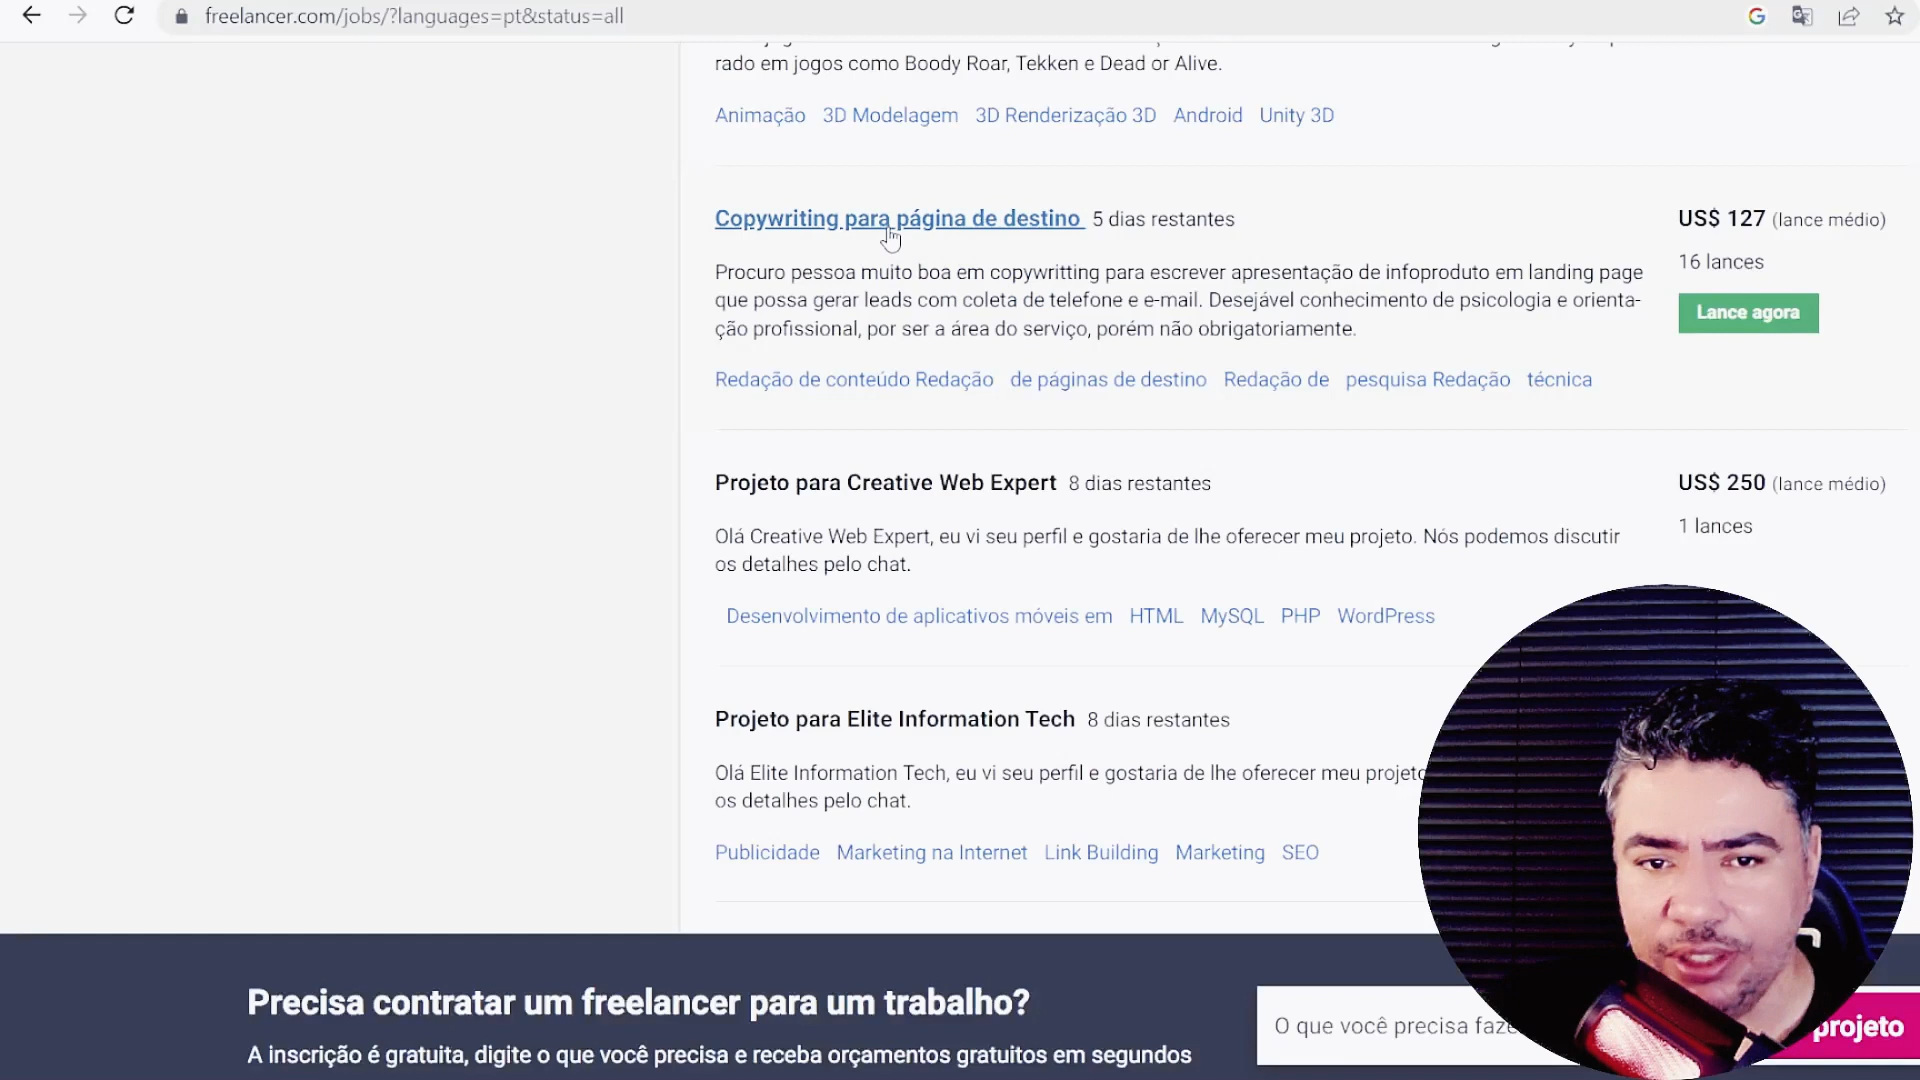 freelancer.com/jobs/?languages=pt&status=all
rado em jogos como Boody Roar, Tekken e Dead or Alive.
Animação 3D Modelagem 3D Renderização 3D Android Unity 3D
Copywriting para página de destino 5 dias restantes
US$ 127 (lance médio)
16 lances
Lance agora
Procuro pessoa muito boa em copywritting para escrever apresentação de infoproduto em landing page
que possa gerar leads com coleta de telefone e e-mail. Desejável conhecimento de psicologia e orienta-
ção profissional, por ser a área do serviço, porém não obrigatoriamente.
Redação de conteúdo Redação de páginas de destino Redação de pesquisa Redação técnica
Projeto para Creative Web Expert 8 dias restantes
US$ 250 (lance médio)
1 lances
Olá Creative Web Expert, eu vi seu perfil e gostaria de lhe oferecer meu projeto. Nós podemos discutir
os detalhes pelo chat.
Desenvolvimento de aplicativos móveis em HTML MySQL PHP WordPress
Projeto para Elite Information Tech 8 dias restantes
Olá Elite Information Tech, eu vi seu perfil e gostaria de lhe oferecer meu projeto
os detalhes pelo chat.
Publicidade Marketing na Internet Link Building Marketing SEO
Precisa contratar um freelancer para um trabalho?
A inscrição é gratuita, digite o que você precisa e receba orçamentos gratuitos em segundos
O que você precisa faze
projeto